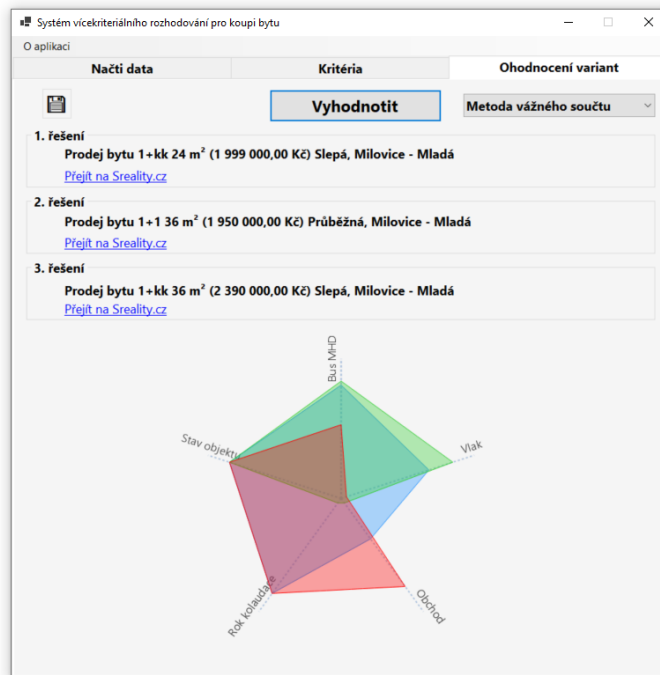 Systém vícekriteriálního rozhodování pro koupi bytu
O aplikaci
Načti data
Kritéria
Ohodnocení variant
Vyhodnotit
Metoda vážného součtu
1. řešení
Prodej bytu 1+kk 24 m² (1 999 000,00 Kč) Slepá, Milovice - Mladá
Přejít na Sreality.cz
2. řešení
Prodej bytu 1+1 36 m² (1 950 000,00 Kč) Průběžná, Milovice - Mladá
Přejít na Sreality.cz
3. řešení
Prodej bytu 1+kk 36 m² (2 390 000,00 Kč) Slepá, Milovice - Mladá
Přejít na Sreality.cz
Bus MHD
Stav objektu
Vlak
Rok kolaudace
Obchod